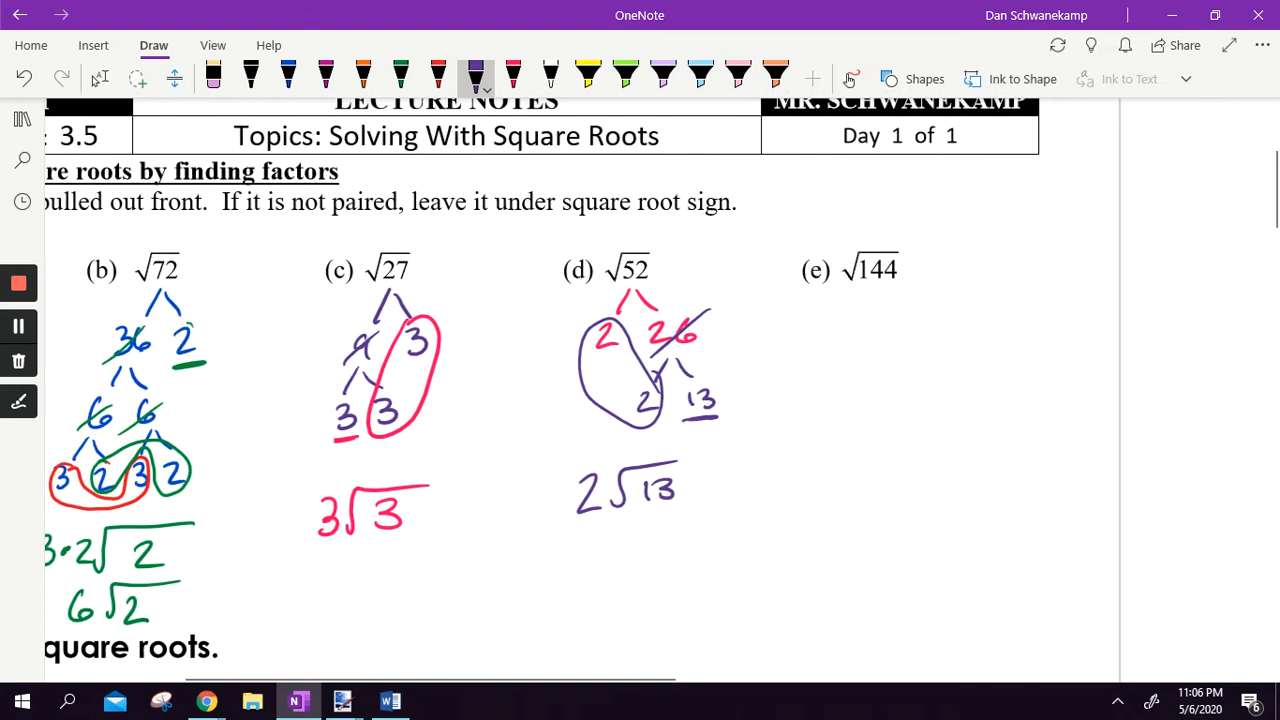 OneNote
Dan Schwanekamp
Home Insert Draw View Help
Share
Shapes Ink to Shape Ink to Text
LECTURE NOTES MR. SCHWANEKAMP
: 3.5 Topics: Solving With Square Roots Day 1 of 1
re roots by finding factors
pulled out front. If it is not paired, leave it under square root sign.
(b) √72 (c) √27 (d) √52 (e) √144
36 2 9 3 2 26
6 6 3 3 2 13
3 2 3 2
3√3 2√13
3·2√2
6√2
quare roots.
11:06 PM
5/6/2020
6